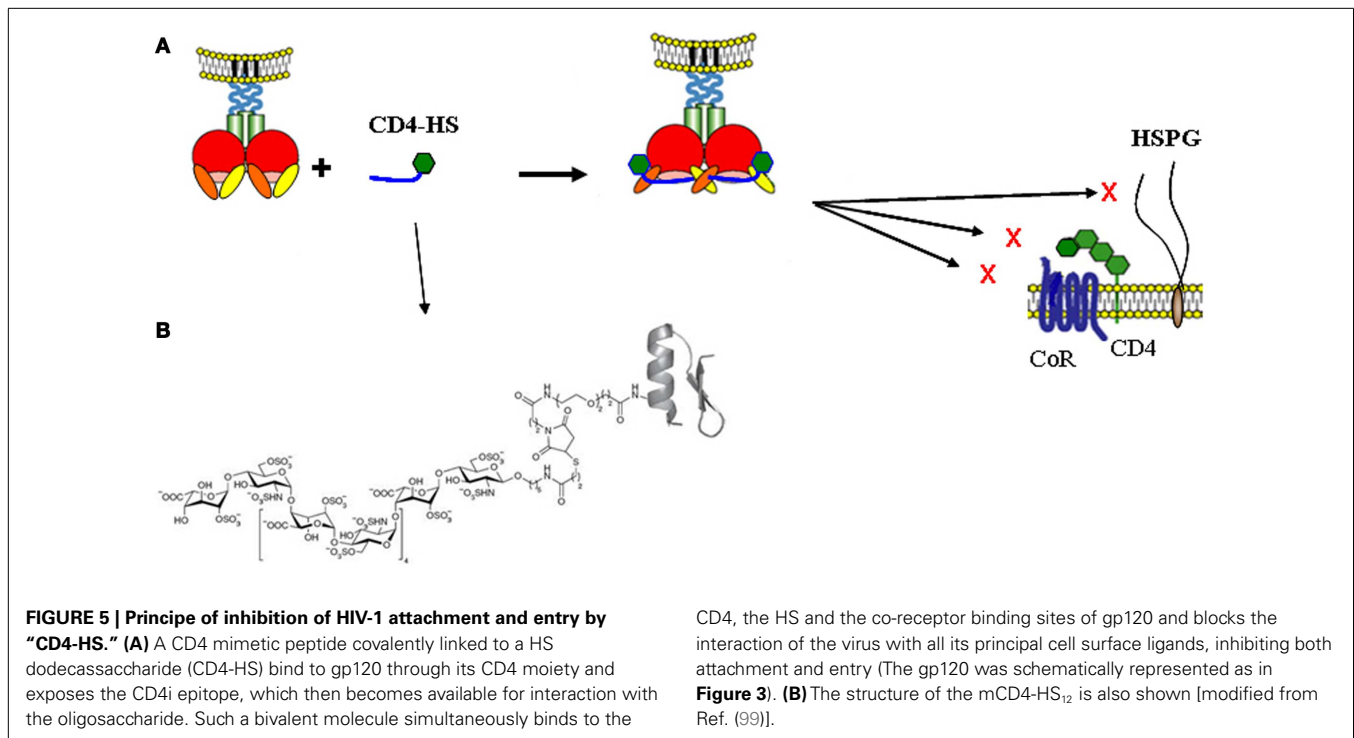 A
CD4-HS
+
HSPG
X
X
X
CoR
CD4
B
FIGURE 5 | Principe of inhibition of HIV-1 attachment and entry by
“CD4-HS.” (A) A CD4 mimetic peptide covalently linked to a HS
dodecassaccharide (CD4-HS) bind to gp120 through its CD4 moiety and
exposes the CD4i epitope, which then becomes available for interaction with
the oligosaccharide. Such a bivalent molecule simultaneously binds to the
CD4, the HS and the co-receptor binding sites of gp120 and blocks the
interaction of the virus with all its principal cell surface ligands, inhibiting both
attachment and entry (The gp120 was schematically represented as in
Figure 3). (B) The structure of the mCD4-HS₁₂ is also shown [modified from
Ref. (99)].